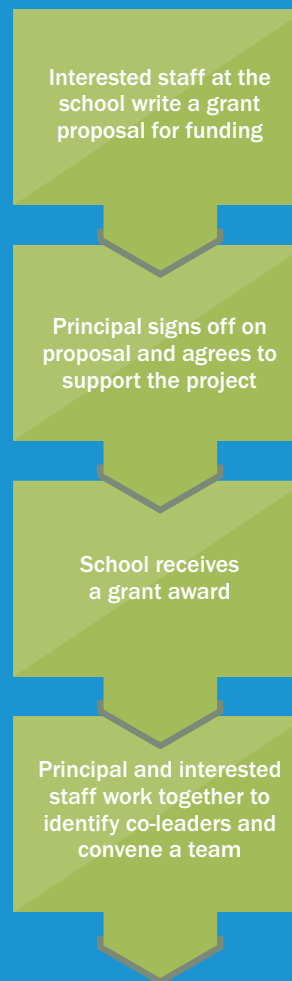 Interested staff at the
school write a grant
proposal for funding
Principal signs off on
proposal and agrees to
support the project
School receives
a grant award
Principal and interested
staff work together to
identify co-leaders and
convene a team